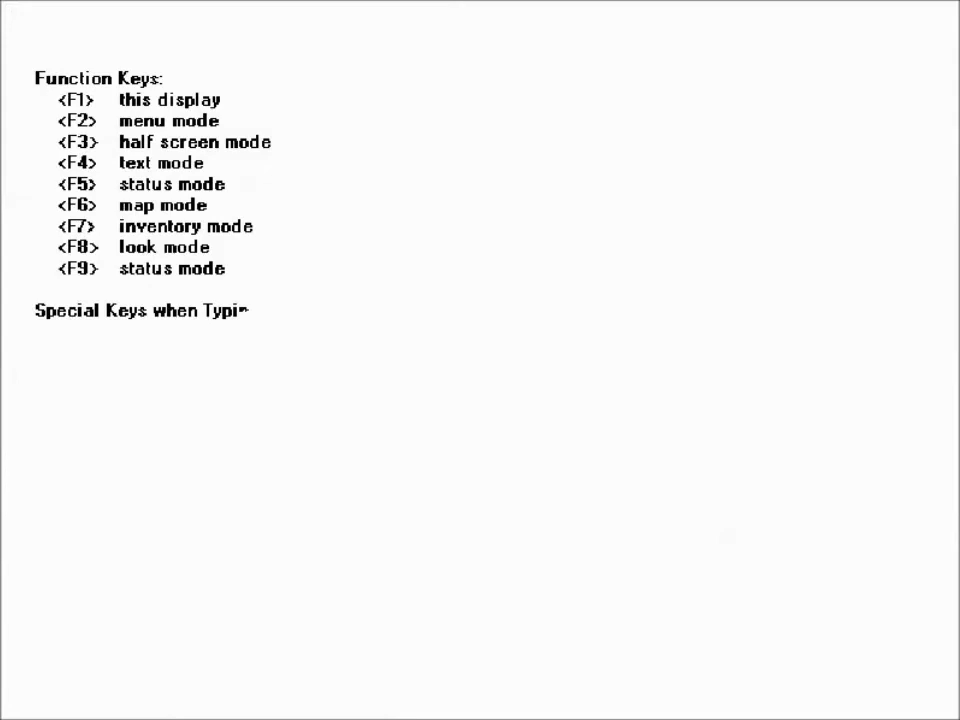 Function Keys:
<F1> this display
<F2> menu mode
<F3> half screen mode
<F4> text mode
<F5> status mode
<F6> map mode
<F7> inventory mode
<F8> look mode
<F9> status mode
Special Keys when